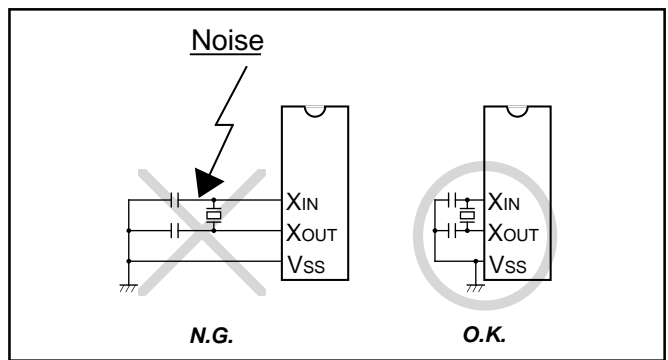 Noise
XIN
XOUT
VSS
N.G.
XIN
XOUT
VSS
O.K.